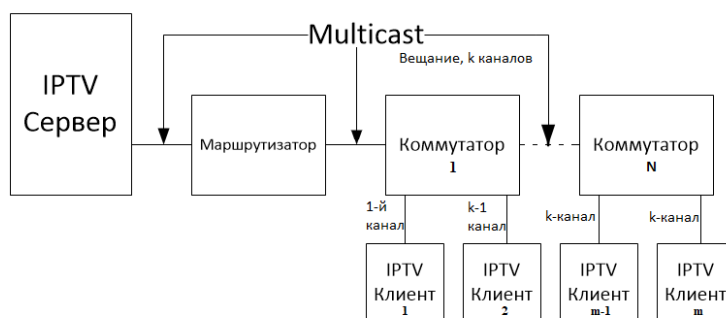 Multicast
Вещание, k каналов
IPTV
Сервер
Маршрутизатор
Коммутатор
1
Коммутатор
N
1-й
канал
k-1
канал
k-канал
k-канал
IPTV
Клиент
1
IPTV
Клиент
2
IPTV
Клиент
m-1
IPTV
Клиент
m